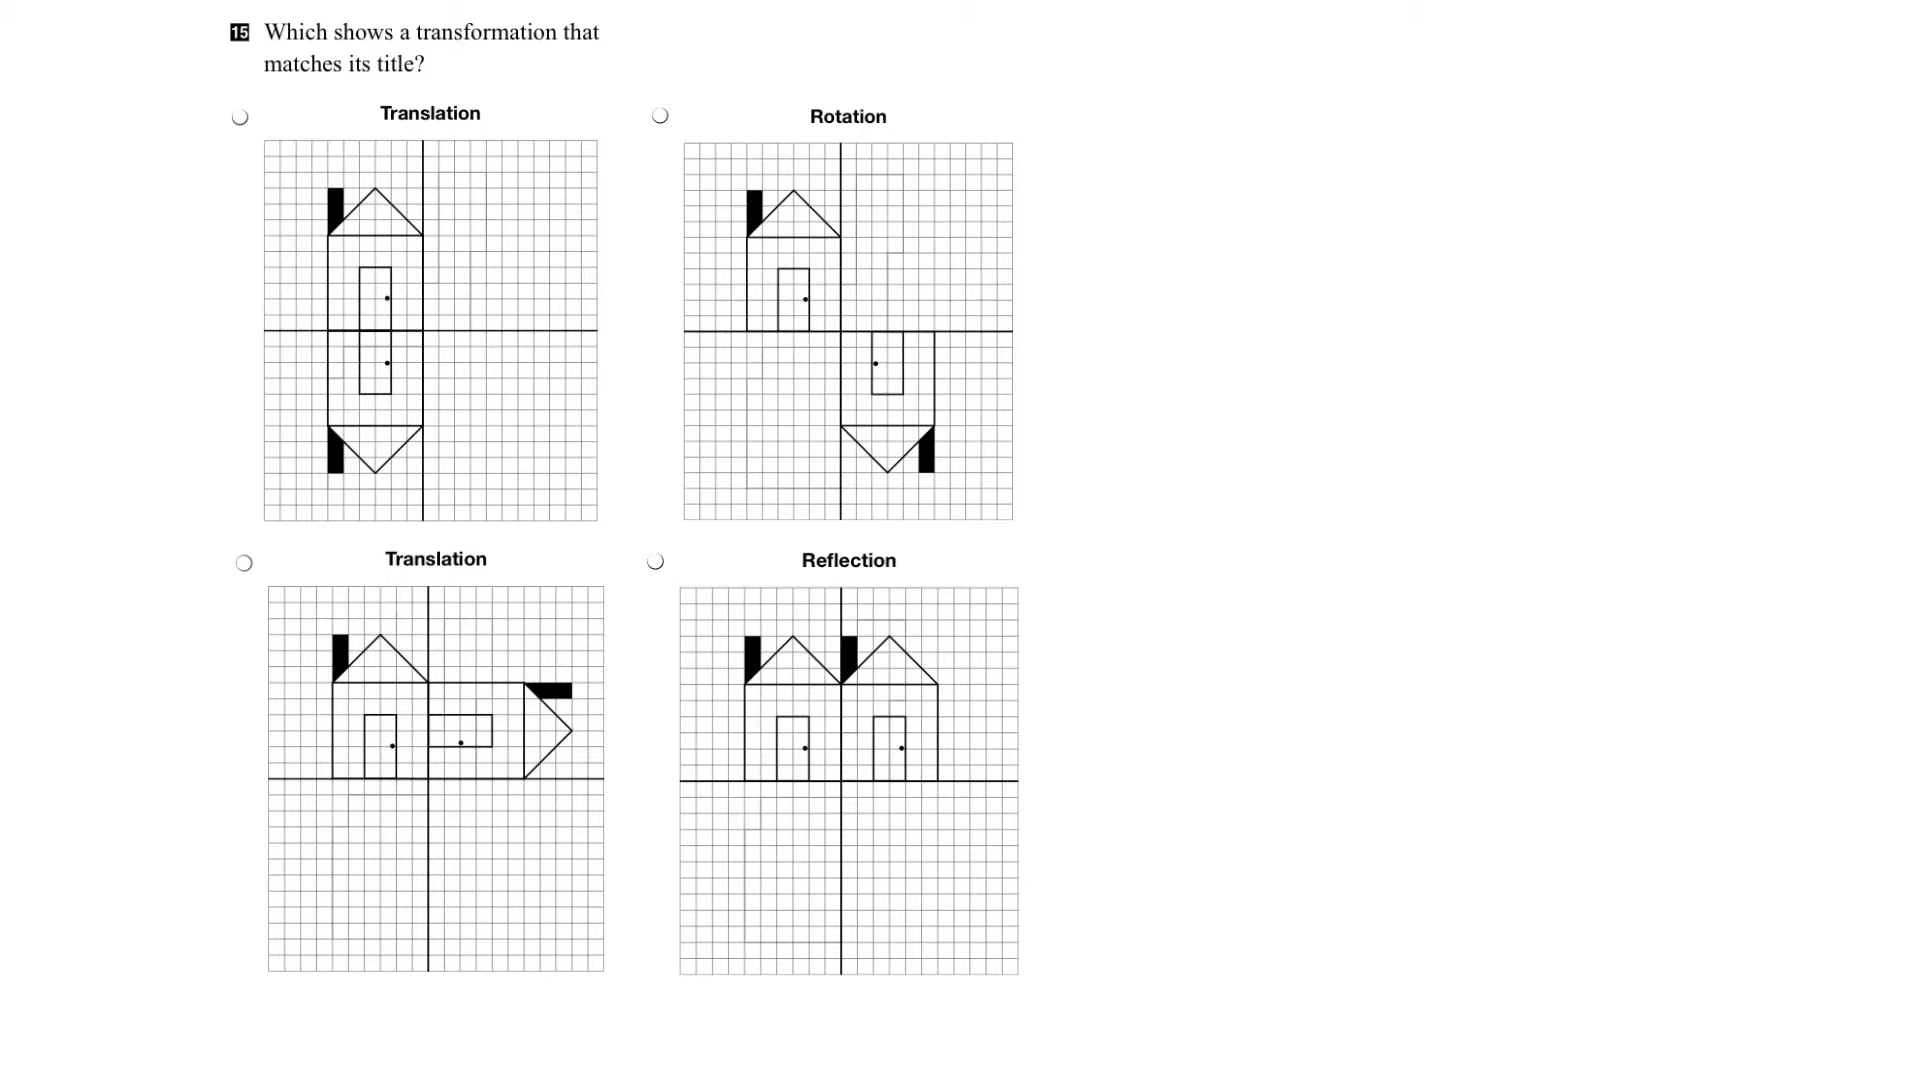 15 Which shows a transformation that
matches its title?
Translation
Rotation
Translation
Reflection